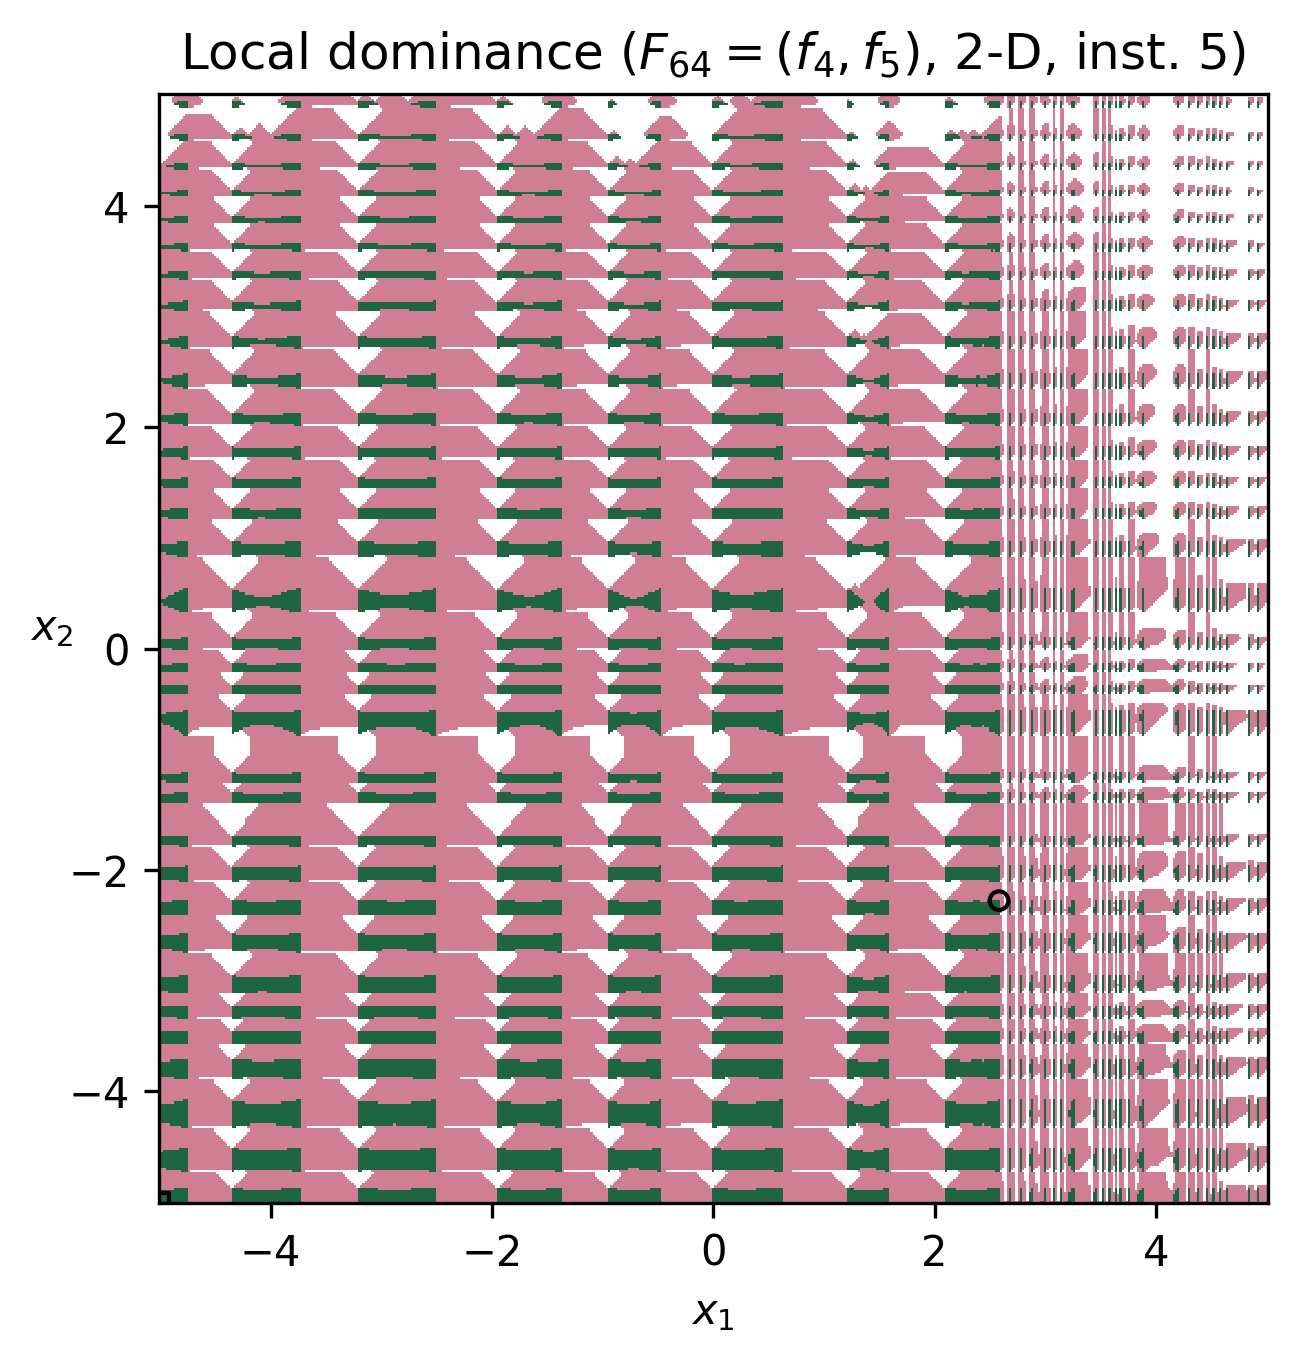 Local dominance (F₆₄ = (f₄, f₅), 2-D, inst. 5)
4
2
0
−2
−4
x₂
−4 −2 0 2 4
x₁